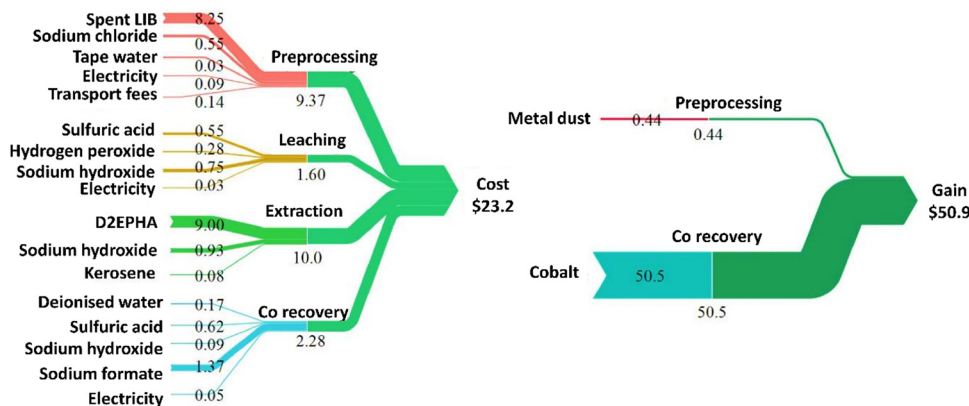 Spent LIB
8.25
Sodium chloride
0.55
Tape water
0.03
Electricity
0.09
Transport fees
0.14
Preprocessing
9.37
Sulfuric acid
0.55
Hydrogen peroxide
0.28
Sodium hydroxide
0.75
Electricity
0.03
Leaching
1.60
D2EPHA
9.00
Sodium hydroxide
0.93
Kerosene
0.08
Extraction
10.0
Deionised water
0.17
Sulfuric acid
0.62
Sodium hydroxide
0.09
Sodium formate
1.37
Electricity
0.05
Co recovery
2.28
Cost
$23.2
Metal dust
0.44
Preprocessing
0.44
Cobalt
50.5
Co recovery
50.5
Gain
$50.9